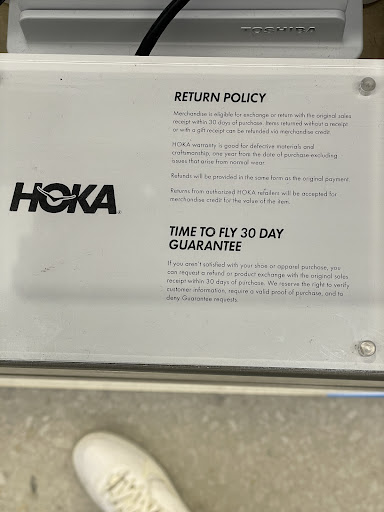 TOSHIBA
RETURN POLICY
Merchandise is eligible for exchange or return with the original sales
receipt within 30 days of purchase. Items returned without a receipt
or with a gift receipt can be refunded via merchandise credit.
HOKA warranty is good for defective materials and
craftsmanship, one year from the date of purchase excluding
issues that arise from normal wear.
Refunds will be provided in the same form as the original payment.
Returns from authorized HOKA retailers will be accepted for
merchandise credit for the value of the item.
HOKA
TIME TO FLY 30 DAY
GUARANTEE
If you aren't satisfied with your shoe or apparel purchase, you
can request a refund or product exchange with the original sales
receipt within 30 days of purchase. We reserve the right to verify
customer information, require a valid proof of purchase, and to
deny Guarantee requests.